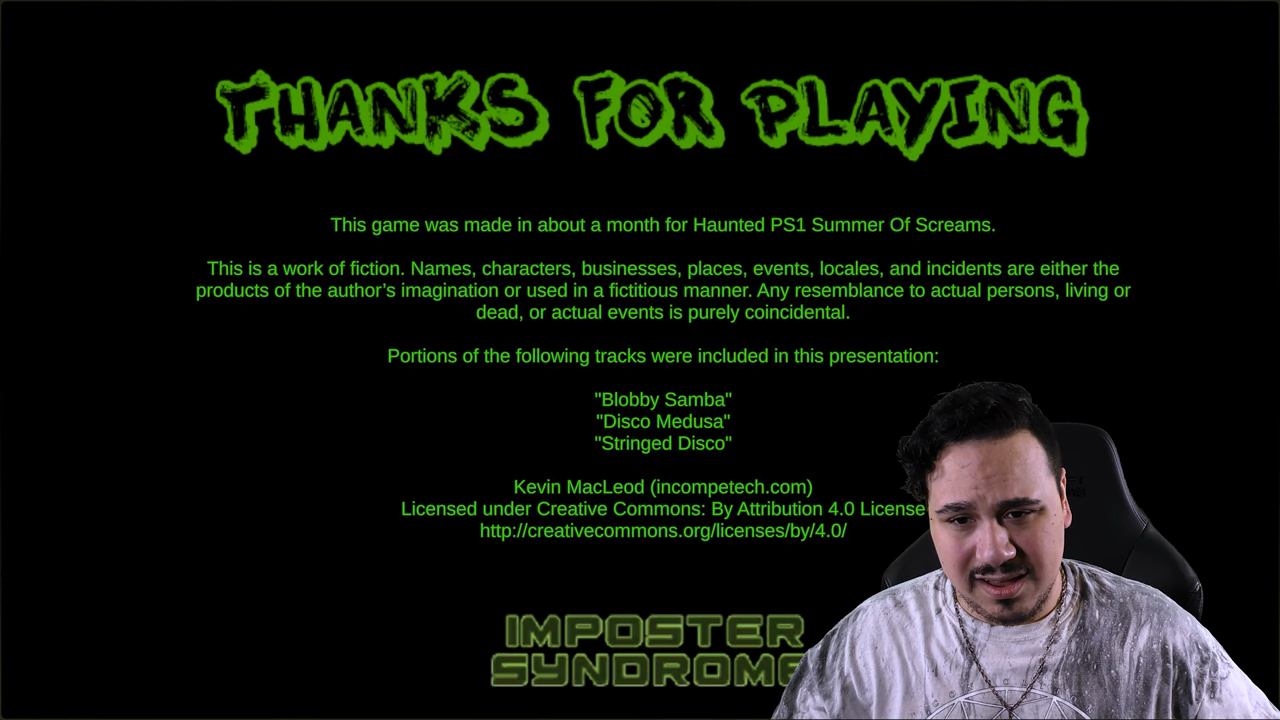 THANKS FOR PLAYING
This game was made in about a month for Haunted PS1 Summer Of Screams.
This is a work of fiction. Names, characters, businesses, places, events, locales, and incidents are either the
products of the author’s imagination or used in a fictitious manner. Any resemblance to actual persons, living or
dead, or actual events is purely coincidental.
Portions of the following tracks were included in this presentation:
"Blobby Samba"
"Disco Medusa"
"Stringed Disco"
Kevin MacLeod (incompetech.com)
Licensed under Creative Commons: By Attribution 4.0 License
http://creativecommons.org/licenses/by/4.0/
IMPOSTER
SYNDROME